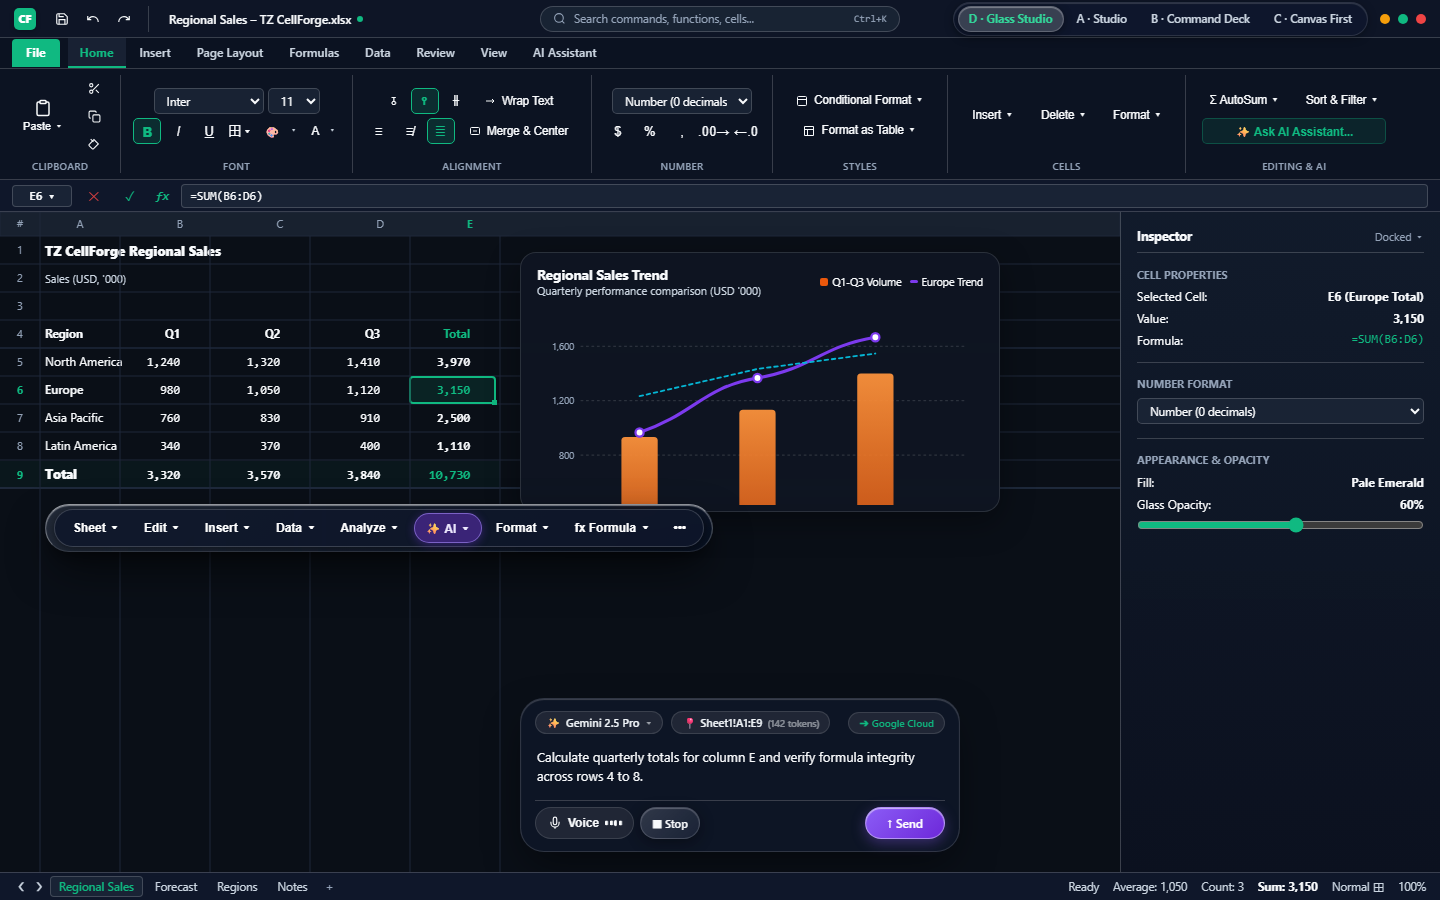 CF
Regional Sales – TZ CellForge.xlsx
Search commands, functions, cells...
Ctrl+K
D · Glass Studio
A · Studio
B · Command Deck
C · Canvas First
File
Home
Insert
Page Layout
Formulas
Data
Review
View
AI Assistant
Paste
CLIPBOARD
Inter
11
B I U
A
FONT
Wrap Text
Merge & Center
ALIGNMENT
Number (0 decimals
$ % , .00→ ←.0
NUMBER
Conditional Format
Format as Table
STYLES
Insert
Delete
Format
CELLS
Σ AutoSum
Sort & Filter
Ask AI Assistant...
EDITING & AI
E6
fx
=SUM(B6:D6)
# A B C D E
1 TZ CellForge Regional Sales
2 Sales (USD, '000)
3
4 Region Q1 Q2 Q3 Total
5 North America 1,240 1,320 1,410 3,970
6 Europe 980 1,050 1,120 3,150
7 Asia Pacific 760 830 910 2,500
8 Latin America 340 370 400 1,110
9 Total 3,320 3,570 3,840 10,730
Regional Sales Trend
Quarterly performance comparison (USD '000)
Q1-Q3 Volume
Europe Trend
1,600
1,200
800
Sheet
Edit
Insert
Data
Analyze
AI
Format
fx Formula
•••
Gemini 2.5 Pro
Sheet1!A1:E9 (142 tokens)
➔ Google Cloud
Calculate quarterly totals for column E and verify formula integrity
across rows 4 to 8.
Voice
Stop
↑ Send
Inspector
Docked
CELL PROPERTIES
Selected Cell: E6 (Europe Total)
Value: 3,150
Formula: =SUM(B6:D6)
NUMBER FORMAT
Number (0 decimals)
APPEARANCE & OPACITY
Fill: Pale Emerald
Glass Opacity: 60%
Regional Sales
Forecast
Regions
Notes
+
Ready
Average: 1,050
Count: 3
Sum: 3,150
Normal
100%